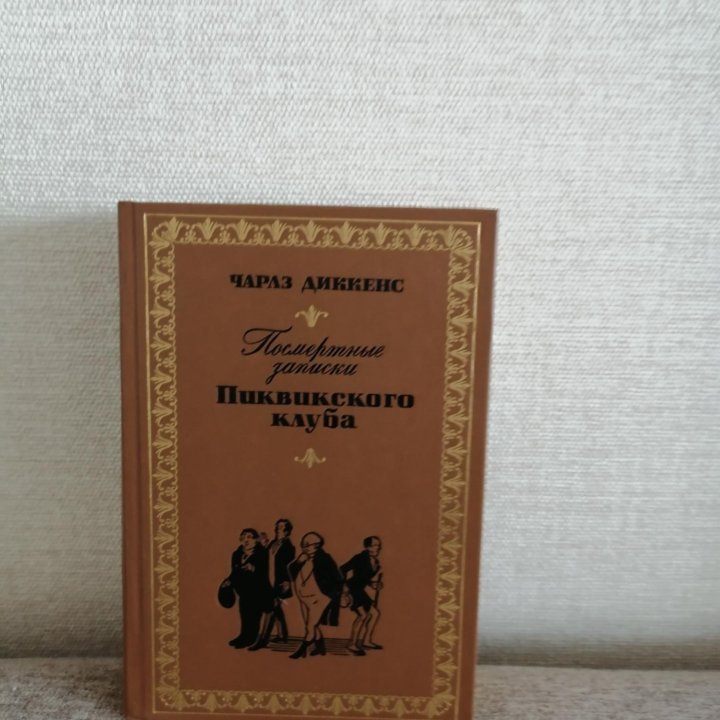 ЧАРЛЗ ДИККЕНС
Посмертные
записки
Пиквикского
клуба